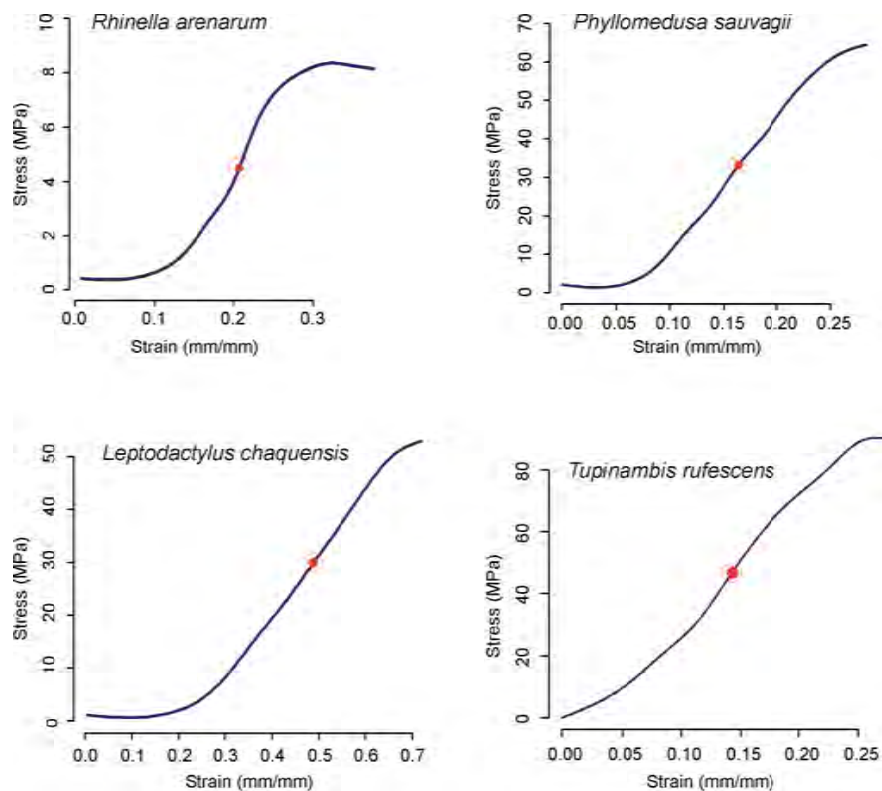 Rhinella arenarum
10
8
6
4
2
0
Stress (MPa)
0.0 0.1 0.2 0.3
Strain (mm/mm)
Phyllomedusa sauvagii
70
60
50
40
30
20
10
0
Stress (MPa)
0.00 0.05 0.10 0.15 0.20 0.25
Strain (mm/mm)
Leptodactylus chaquensis
50
40
30
20
10
0
Stress (MPa)
0.0 0.1 0.2 0.3 0.4 0.5 0.6 0.7
Strain (mm/mm)
Tupinambis rufescens
80
60
40
20
0
Stress (MPa)
0.00 0.05 0.10 0.15 0.20 0.25
Strain (mm/mm)